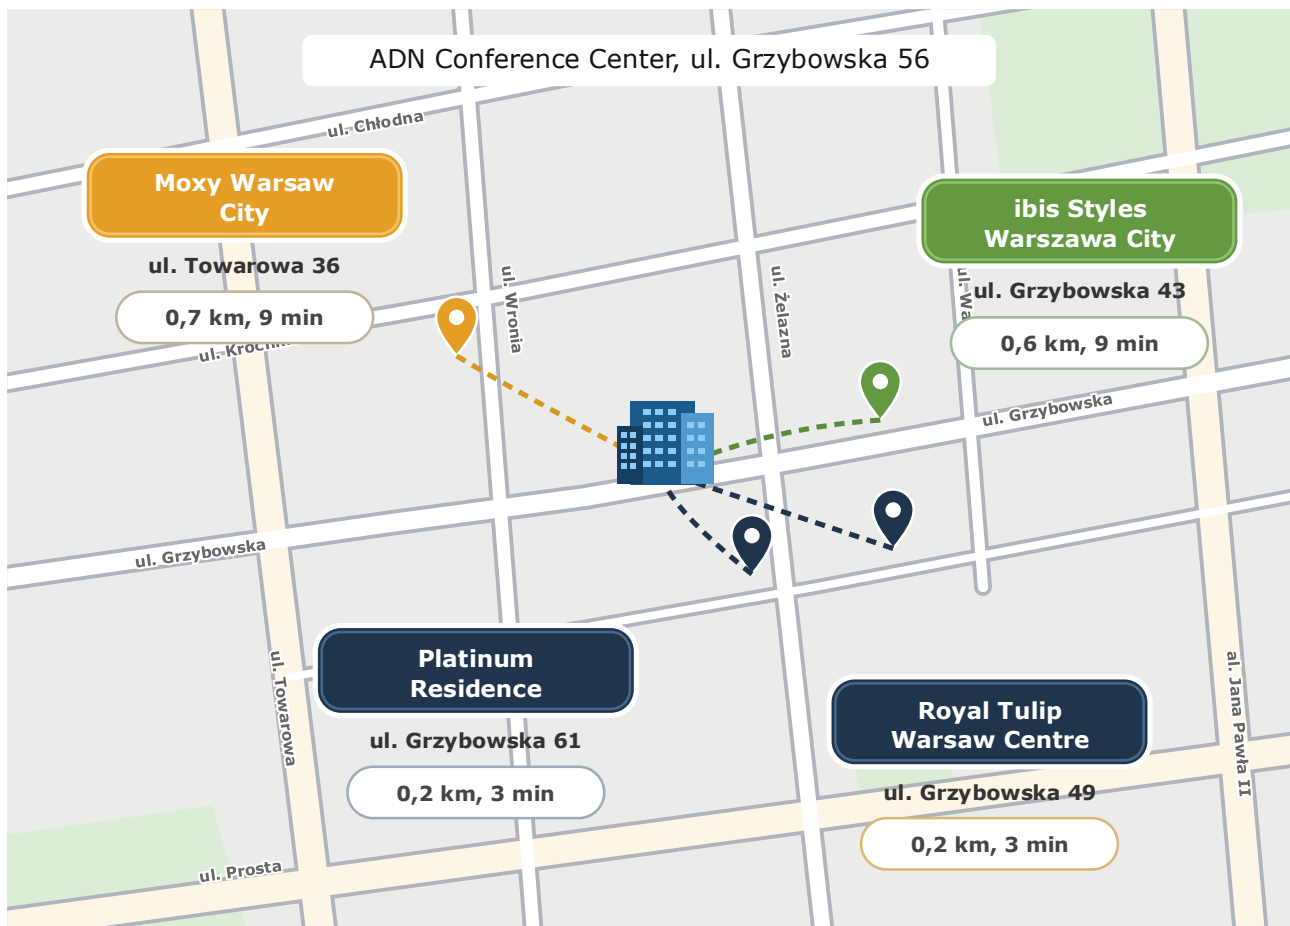 ADN Conference Center, ul. Grzybowska 56
ul. Chłodna
Moxy Warsaw
City
ul. Towarowa 36
0,7 km, 9 min
ibis Styles
Warszawa City
ul. Grzybowska 43
0,6 km, 9 min
ul. Wronia
ul. Żelazna
ul.
ul.
ul. Grzybowska
ul. Grzybowska
Platinum
Residence
ul. Grzybowska 61
0,2 km, 3 min
Royal Tulip
Warsaw Centre
ul. Grzybowska 49
0,2 km, 3 min
ul. Towarowa
al. Jana Pawła II
ul. Prosta